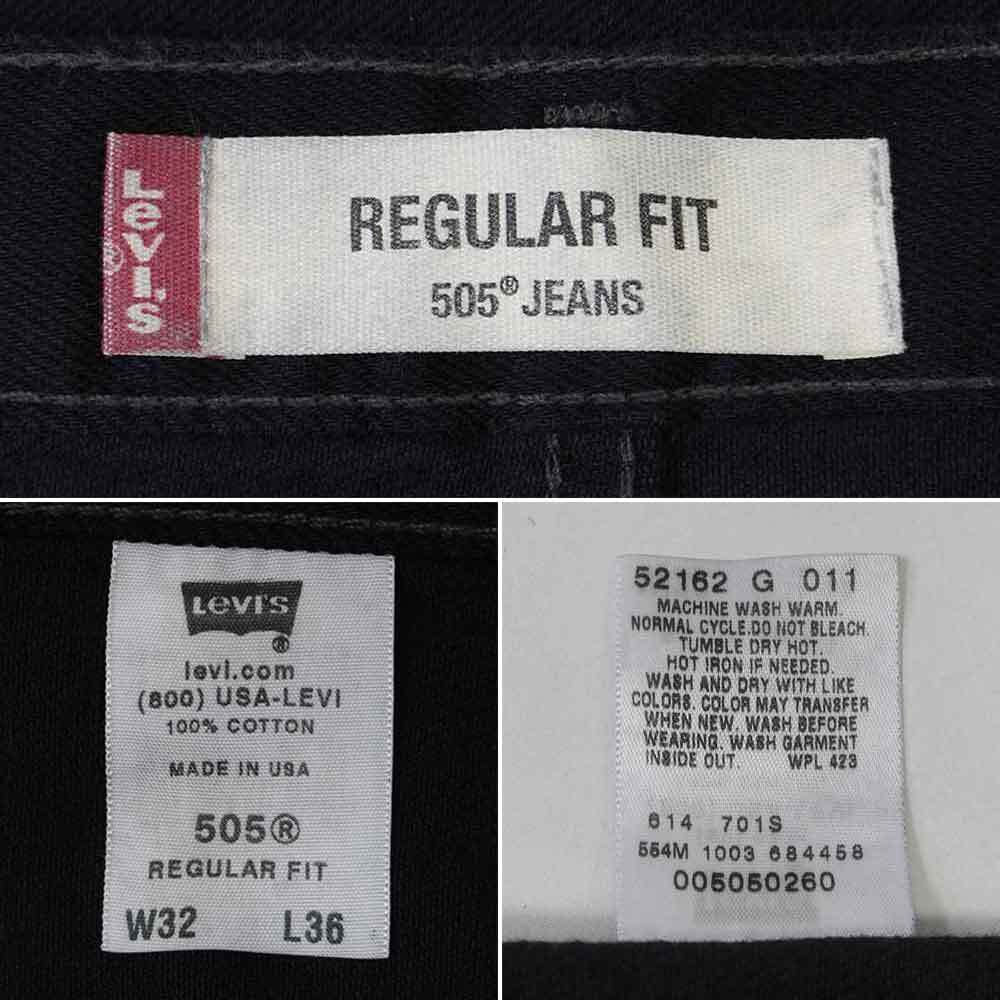 LEVI'S®
REGULAR FIT
505® JEANS
LEVI'S
®
levi.com
(800) USA-LEVI
100% COTTON
MADE IN USA
505®
REGULAR FIT
W32 L36
52162 G 011
MACHINE WASH WARM.
NORMAL CYCLE.DO NOT BLEACH.
TUMBLE DRY HOT.
HOT IRON IF NEEDED.
WASH AND DRY WITH LIKE
COLORS. COLOR MAY TRANSFER
WHEN NEW. WASH BEFORE
WEARING. WASH GARMENT
INSIDE OUT. WPL 423
614 701S
554M 1003 684458
005050260